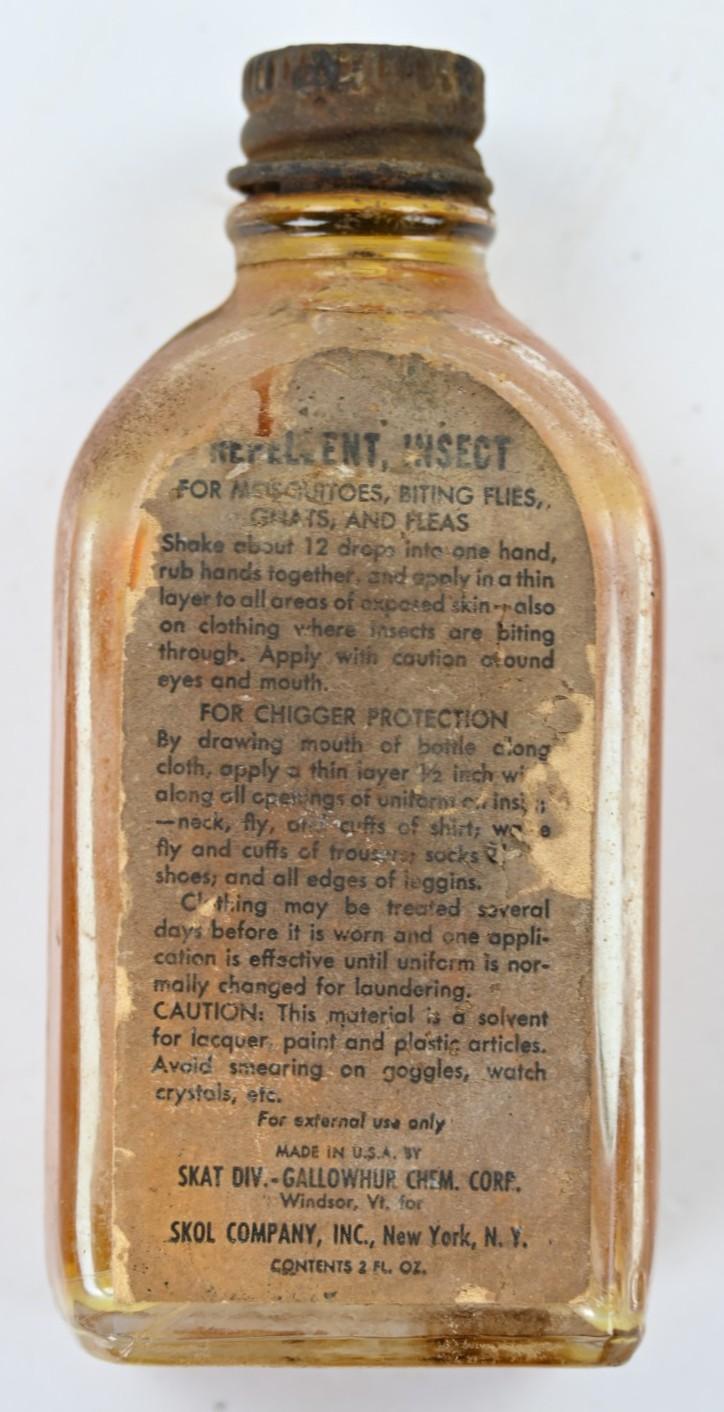 REPELLENT, INSECT
FOR MOSQUITOES, BITING FLIES,
GNATS, AND FLEAS
Shake about 12 drops into one hand,
rub hands together, and apply in a thin
layer to all areas of exposed skin—also
on clothing where insects are biting
through. Apply with caution around
eyes and mouth.
FOR CHIGGER PROTECTION
By drawing mouth of bottle along
cloth, apply a thin layer ½ inch
along all openings of uniform
—neck, fly, and cuffs of shirt;
fly and cuffs of trousers; socks
shoes; and all edges of leggins.
Clothing may be treated several
days before it is worn and one appli-
cation is effective until uniform is nor-
mally changed for laundering.
CAUTION: This material is a solvent
for lacquer, paint and plastic articles.
Avoid smearing on goggles, watch
crystals, etc.
For external use only
MADE IN U.S.A. BY
SKAT DIV.-GALLOWHUR CHEM. CORP.
Windsor, Vt. for
SKOL COMPANY, INC., New York, N. Y.
CONTENTS 2 FL. OZ.